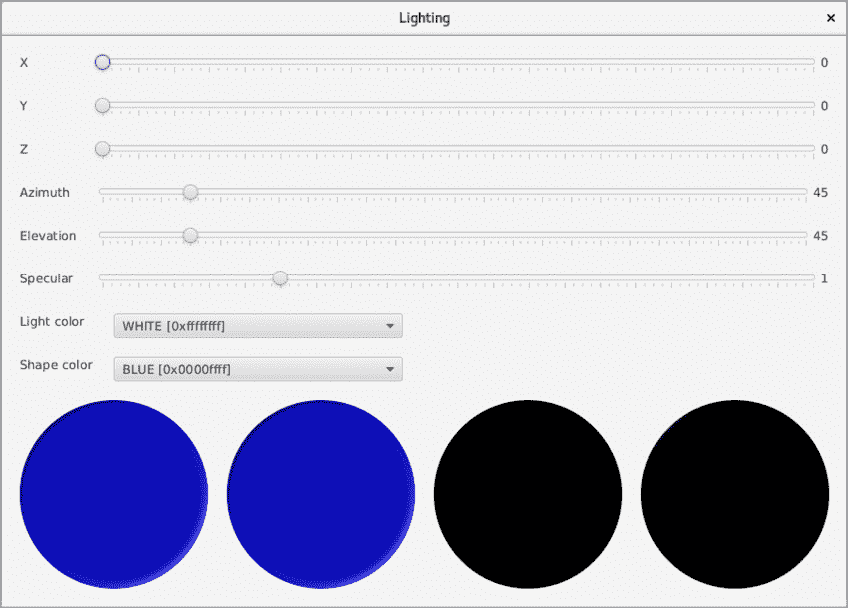 Lighting ×
X 0
Y 0
Z 0
Azimuth 45
Elevation 45
Specular 1
Light color WHITE [0xffffffff]
Shape color BLUE [0x0000ffff]